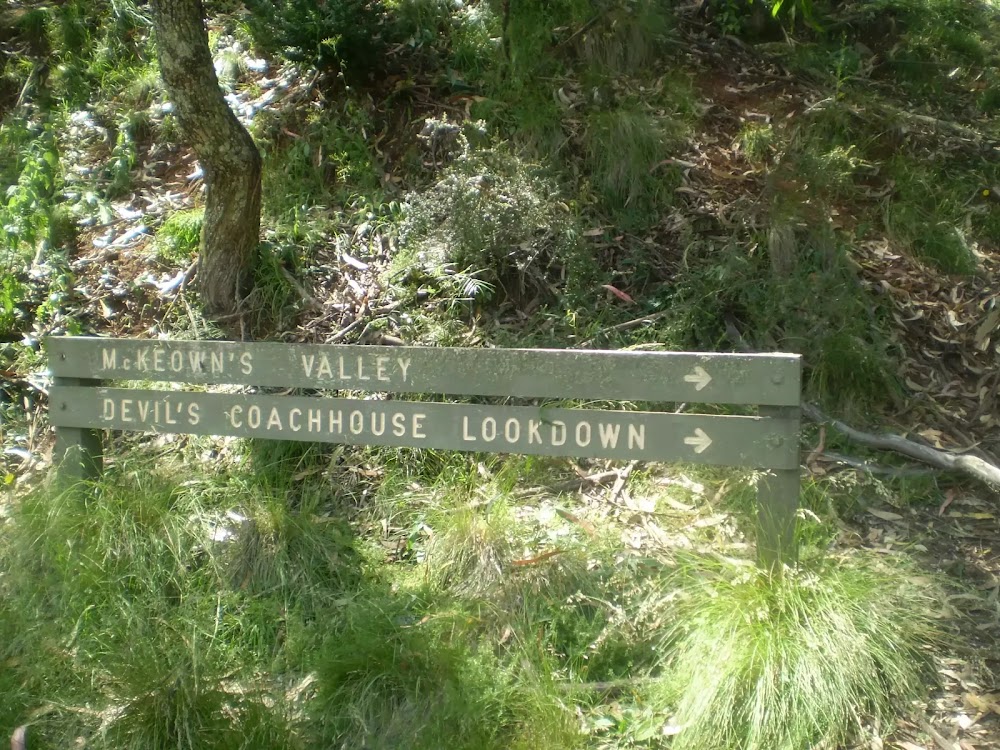 McKEOWN'S VALLEY →
DEVIL'S COACHHOUSE LOOKDOWN →